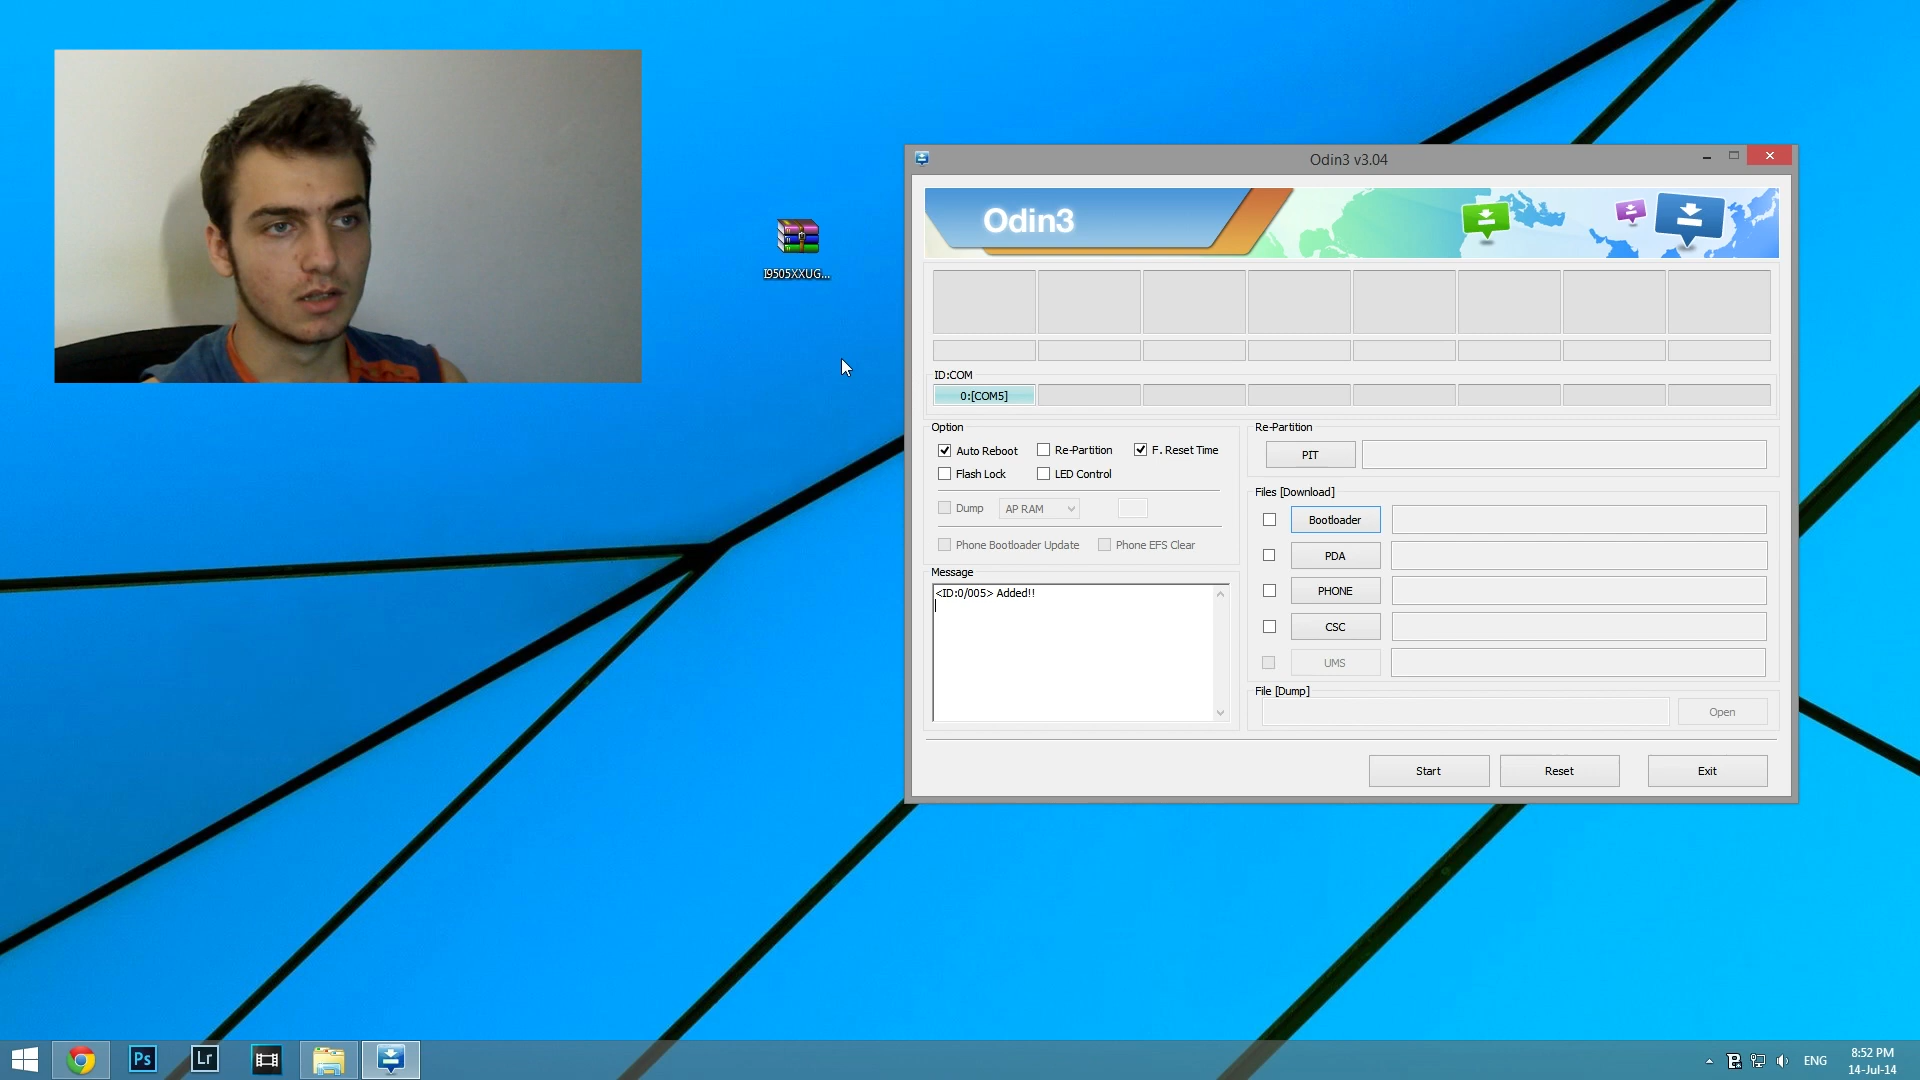 I9505XXUG...
Odin3 v3.04
Odin3
ID:COM
0:[COM5]
Option
Auto Reboot Re-Partition F. Reset Time
Flash Lock LED Control
Dump AP RAM
Phone Bootloader Update Phone EFS Clear
Message
<ID:0/005> Added!!
Re-Partition
PIT
Files [Download]
Bootloader
PDA
PHONE
CSC
UMS
File [Dump]
Open
Start Reset Exit
Ps Lr
ENG
8:52 PM
14-Jul-14